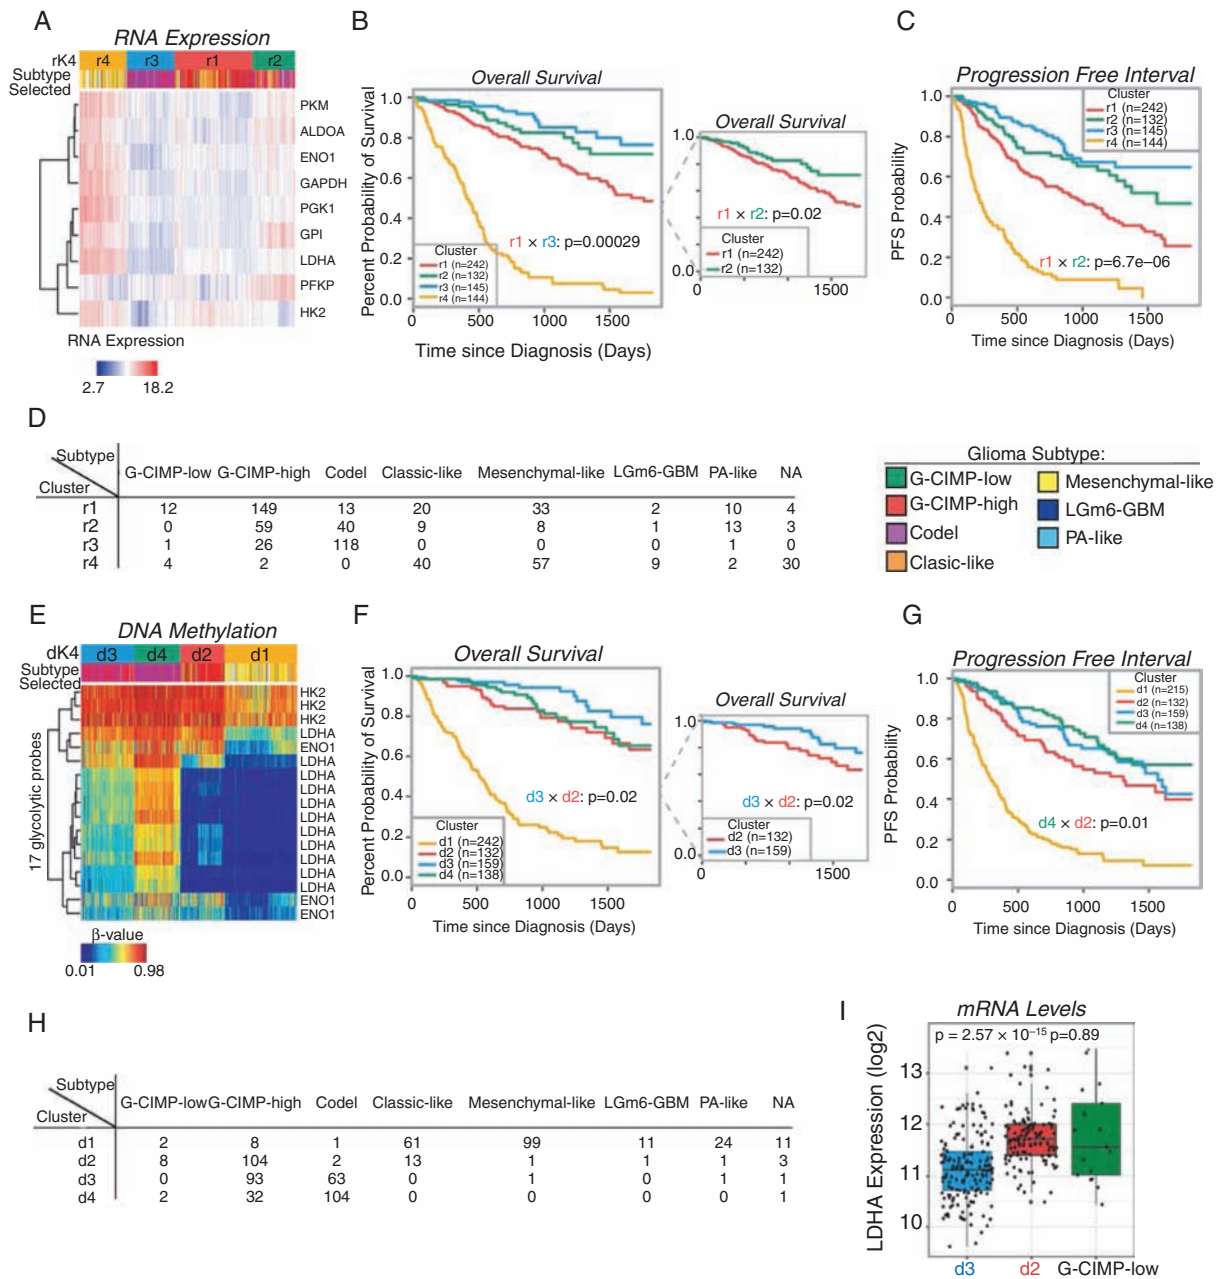 A
RNA Expression
rK4 r4 r3 r1 r2
Subtype
Selected
PKM
ALDOA
ENO1
GAPDH
PGK1
GPI
LDHA
PFKP
HK2
RNA Expression
2.7 18.2
B
Overall Survival
Percent Probability of Survival
1.0
0.8
0.6
0.4
0.2
0.0
r1 × r3: p=0.00029
Cluster
r1 (n=242)
r2 (n=132)
r3 (n=145)
r4 (n=144)
0 500 1000 1500
Time since Diagnosis (Days)
Overall Survival
1.0
r1 × r2: p=0.02
Cluster
r1 (n=242)
r2 (n=132)
0.0
0 1500
C
Progression Free Interval
PFS Probability
1.0
0.8
0.6
0.4
0.2
0.0
Cluster
r1 (n=242)
r2 (n=132)
r3 (n=145)
r4 (n=144)
r1 × r2: p=6.7e−06
0 500 1000 1500
Time since Diagnosis (Days)
D
Subtype
Cluster
G-CIMP-low G-CIMP-high Codel Classic-like Mesenchymal-like LGm6-GBM PA-like NA
r1 12 149 13 20 33 2 10 4
r2 0 59 40 9 8 1 13 3
r3 1 26 118 0 0 0 1 0
r4 4 2 0 40 57 9 2 30
Glioma Subtype:
G-CIMP-low
G-CIMP-high
Codel
Clasic-like
Mesenchymal-like
LGm6-GBM
PA-like
E
DNA Methylation
dK4 d3 d4 d2 d1
Subtype
Selected
17 glycolytic probes
HK2
HK2
HK2
LDHA
ENO1
LDHA
LDHA
LDHA
LDHA
LDHA
LDHA
LDHA
LDHA
LDHA
LDHA
ENO1
ENO1
β-value
0.01 0.98
F
Overall Survival
Percent Probability of Survival
1.0
0.8
0.6
0.4
0.2
0.0
d3 × d2: p=0.02
Cluster
d1 (n=242)
d2 (n=132)
d3 (n=159)
d4 (n=138)
0 500 1000 1500
Time since Diagnosis (Days)
Overall Survival
1.0
d3 × d2: p=0.02
Cluster
d2 (n=132)
d3 (n=159)
0.0
0 1500
G
Progression Free Interval
PFS Probability
1.0
0.8
0.6
0.4
0.2
0.0
Cluster
d1 (n=215)
d2 (n=132)
d3 (n=159)
d4 (n=138)
d4 × d2: p=0.01
0 500 1000 1500
Time since Diagnosis (Days)
H
Subtype
Cluster
G-CIMP-low G-CIMP-high Codel Classic-like Mesenchymal-like LGm6-GBM PA-like NA
d1 2 8 1 61 99 11 24 11
d2 8 104 2 13 1 1 1 3
d3 0 93 63 0 1 0 1 1
d4 2 32 104 0 0 0 0 1
I
mRNA Levels
LDHA Expression (log2)
p = 2.57 × 10⁻¹⁵ p=0.89
13
12
11
10
d3 d2 G-CIMP-low